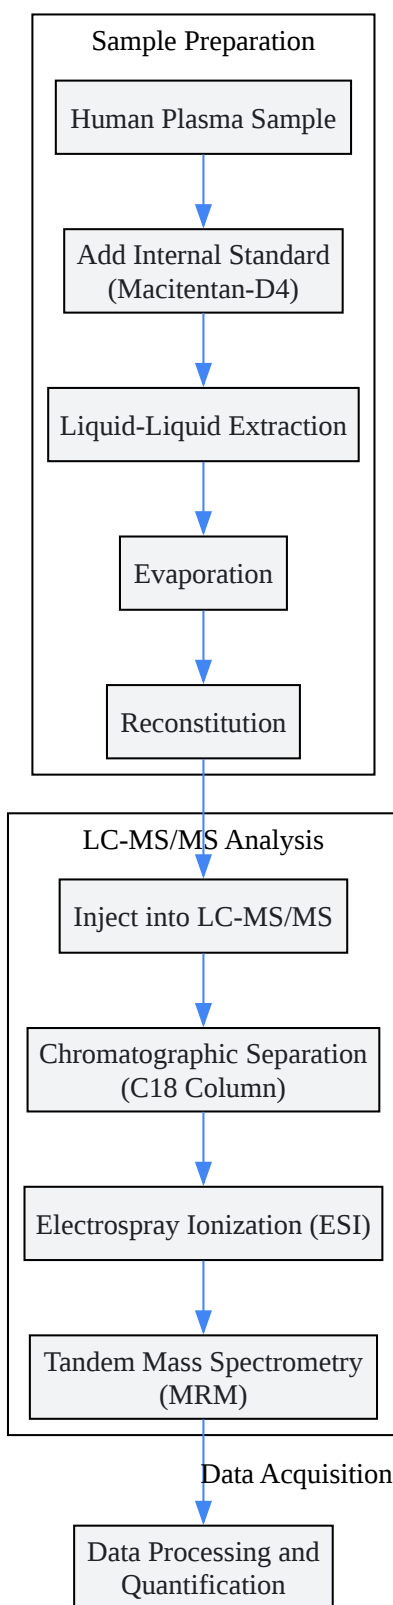 Sample Preparation
Human Plasma Sample
Add Internal Standard
(Macitentan-D4)
Liquid-Liquid Extraction
Evaporation
Reconstitution
LC-MS/MS Analysis
Inject into LC-MS/MS
Chromatographic Separation
(C18 Column)
Electrospray Ionization (ESI)
Tandem Mass Spectrometry
(MRM)
Data Acquisition
Data Processing and
Quantification